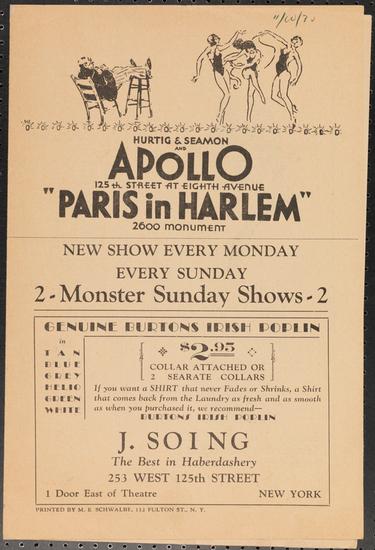 HURTIG & SEAMON
AND
APOLLO
125th STREET AT EIGHTH AVENUE
"PARIS in HARLEM"
2600 MONUMENT
NEW SHOW EVERY MONDAY
EVERY SUNDAY
2 - Monster Sunday Shows - 2
GENUINE BURTONS IRISH POPLIN
in
TAN
BLUE
GREY
HELIO
GREEN
WHITE
$2.95
COLLAR ATTACHED OR
2 SEARATE COLLARS
If you want a SHIRT that never Fades or Shrinks, a Shirt
that comes back from the Laundry as fresh and as smooth
as when you purchased it, we recommend—
BURTONS IRISH POPLIN
J. SOING
The Best in Haberdashery
253 WEST 125th STREET
1 Door East of Theatre NEW YORK
PRINTED BY M. E SCHWALBE, 112 FULTON ST., N. Y.